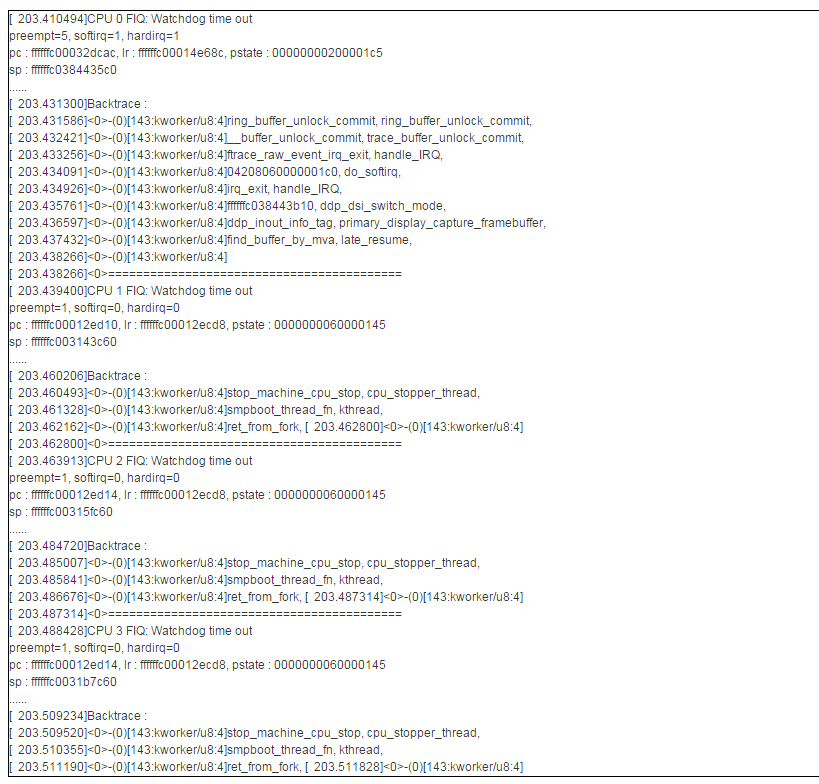 [  203.410494]CPU 0 FIQ: Watchdog time out
preempt=5, softirq=1, hardirq=1
pc : ffffffc00032dcac, lr : ffffffc00014e68c, pstate : 00000000200001c5
sp : ffffffc0384435c0
......
[  203.431300]Backtrace :
[  203.431586]<0>-(0)[143:kworker/u8:4]ring_buffer_unlock_commit, ring_buffer_unlock_commit,
[  203.432421]<0>-(0)[143:kworker/u8:4]__buffer_unlock_commit, trace_buffer_unlock_commit,
[  203.433256]<0>-(0)[143:kworker/u8:4]ftrace_raw_event_irq_exit, handle_IRQ,
[  203.434091]<0>-(0)[143:kworker/u8:4]04208060000001c0, do_softirq,
[  203.434926]<0>-(0)[143:kworker/u8:4]irq_exit, handle_IRQ,
[  203.435761]<0>-(0)[143:kworker/u8:4]ffffffc038443b10, ddp_dsi_switch_mode,
[  203.436597]<0>-(0)[143:kworker/u8:4]ddp_inout_info_tag, primary_display_capture_framebuffer,
[  203.437432]<0>-(0)[143:kworker/u8:4]find_buffer_by_mva, late_resume,
[  203.438266]<0>-(0)[143:kworker/u8:4]
[  203.438266]<0>==========================================
[  203.439400]CPU 1 FIQ: Watchdog time out
preempt=1, softirq=0, hardirq=0
pc : ffffffc00012ed10, lr : ffffffc00012ecd8, pstate : 0000000060000145
sp : ffffffc003143c60
......
[  203.460206]Backtrace :
[  203.460493]<0>-(0)[143:kworker/u8:4]stop_machine_cpu_stop, cpu_stopper_thread,
[  203.461328]<0>-(0)[143:kworker/u8:4]smpboot_thread_fn, kthread,
[  203.462162]<0>-(0)[143:kworker/u8:4]ret_from_fork, [  203.462800]<0>-(0)[143:kworker/u8:4]
[  203.462800]<0>==========================================
[  203.463913]CPU 2 FIQ: Watchdog time out
preempt=1, softirq=0, hardirq=0
pc : ffffffc00012ed14, lr : ffffffc00012ecd8, pstate : 0000000060000145
sp : ffffffc00315fc60
......
[  203.484720]Backtrace :
[  203.485007]<0>-(0)[143:kworker/u8:4]stop_machine_cpu_stop, cpu_stopper_thread,
[  203.485841]<0>-(0)[143:kworker/u8:4]smpboot_thread_fn, kthread,
[  203.486676]<0>-(0)[143:kworker/u8:4]ret_from_fork, [  203.487314]<0>-(0)[143:kworker/u8:4]
[  203.487314]<0>==========================================
[  203.488428]CPU 3 FIQ: Watchdog time out
preempt=1, softirq=0, hardirq=0
pc : ffffffc00012ed14, lr : ffffffc00012ecd8, pstate : 0000000060000145
sp : ffffffc0031b7c60
......
[  203.509234]Backtrace :
[  203.509520]<0>-(0)[143:kworker/u8:4]stop_machine_cpu_stop, cpu_stopper_thread,
[  203.510355]<0>-(0)[143:kworker/u8:4]smpboot_thread_fn, kthread,
[  203.511190]<0>-(0)[143:kworker/u8:4]ret_from_fork, [  203.511828]<0>-(0)[143:kworker/u8:4]